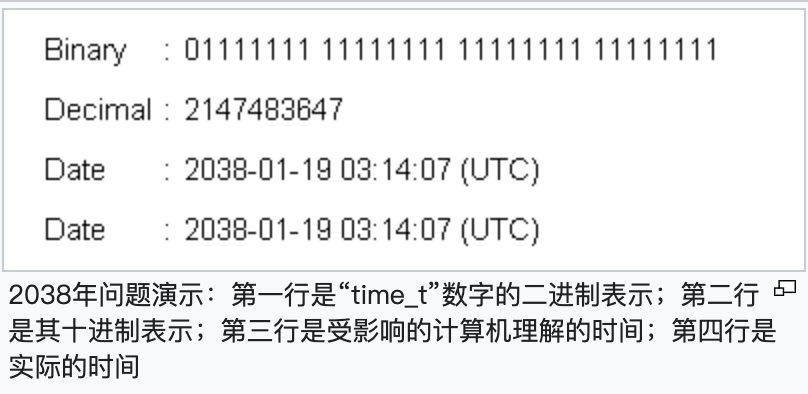 Binary : 01111111 11111111 11111111 11111111
Decimal : 2147483647
Date : 2038-01-19 03:14:07 (UTC)
Date : 2038-01-19 03:14:07 (UTC)
2038年问题演示：第一行是“time_t”数字的二进制表示；第二行
是其十进制表示；第三行是受影响的计算机理解的时间；第四行是
实际的时间